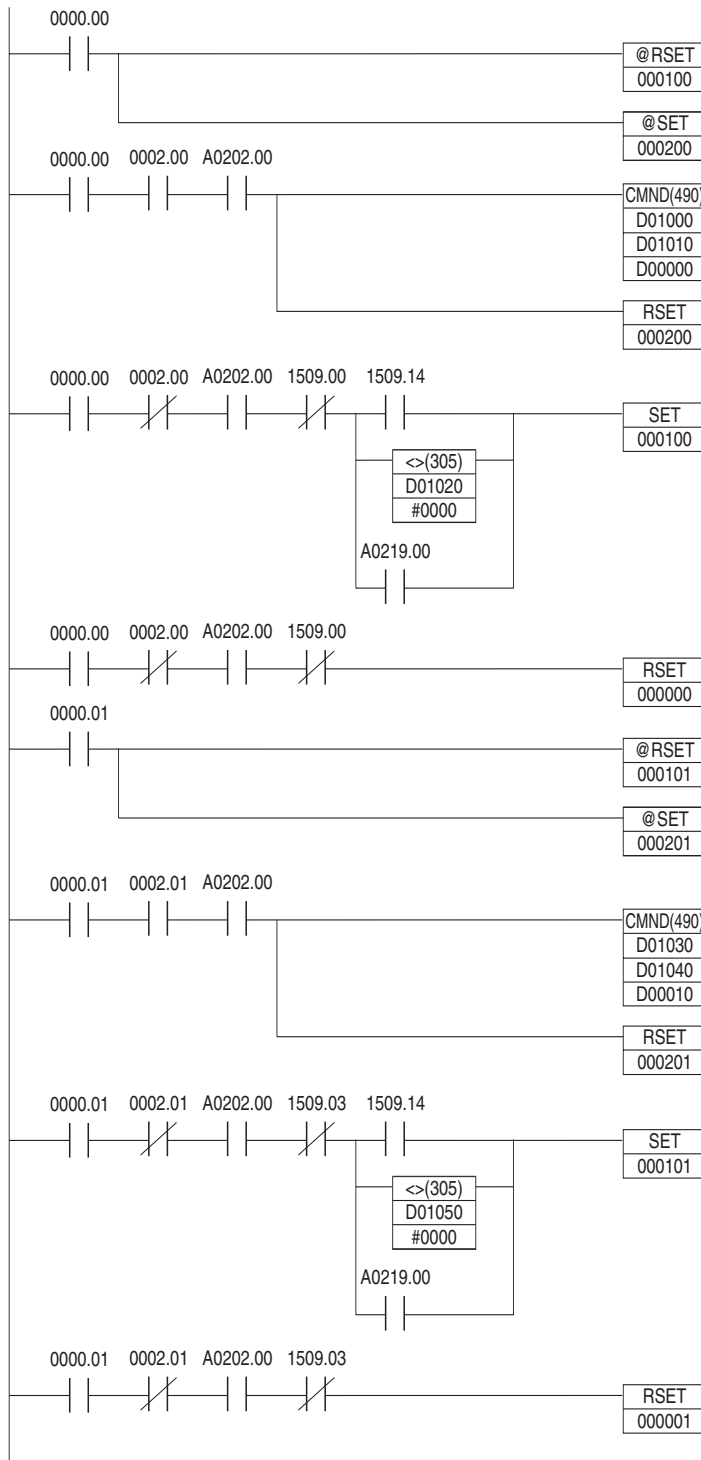 0000.00
@RSET
000100
@SET
000200
0000.00 0002.00 A0202.00
CMND(490)
D01000
D01010
D00000
RSET
000200
0000.00 0002.00 A0202.00 1509.00 1509.14
SET
000100
<>(305)
D01020
#0000
A0219.00
0000.00 0002.00 A0202.00 1509.00
RSET
000000
0000.01
@RSET
000101
@SET
000201
0000.01 0002.01 A0202.00
CMND(490)
D01030
D01040
D00010
RSET
000201
0000.01 0002.01 A0202.00 1509.03 1509.14
SET
000101
<>(305)
D01050
#0000
A0219.00
0000.01 0002.01 A0202.00 1509.03
RSET
000001